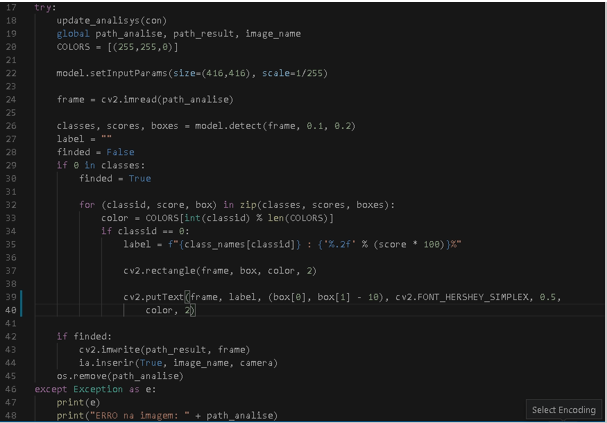 17 try:
18 update_analisys(con)
19 global path_analise, path_result, image_name
20 COLORS = [(255,255,0)]
21
22 model.setInputParams(size=(416,416), scale=1/255)
23
24 frame = cv2.imread(path_analise)
25
26 classes, scores, boxes = model.detect(frame, 0.1, 0.2)
27 label = ""
28 finded = False
29 if 0 in classes:
30 finded = True
31
32 for (classid, score, box) in zip(classes, scores, boxes):
33 color = COLORS[int(classid) % len(COLORS)]
34 if classid == 0:
35 label = f"{class_names[classid]} : {'%.2f' % (score * 100)}%"
36
37 cv2.rectangle(frame, box, color, 2)
38
39 cv2.putText(frame, label, (box[0], box[1] - 10), cv2.FONT_HERSHEY_SIMPLEX, 0.5,
40 color, 2)
41
42 if finded:
43 cv2.imwrite(path_result, frame)
44 ia.inserir(True, image_name, camera)
45 os.remove(path_analise)
46 except Exception as e:
47 print(e)
48 print("ERRO na imagem: " + path_analise)
Select Encoding